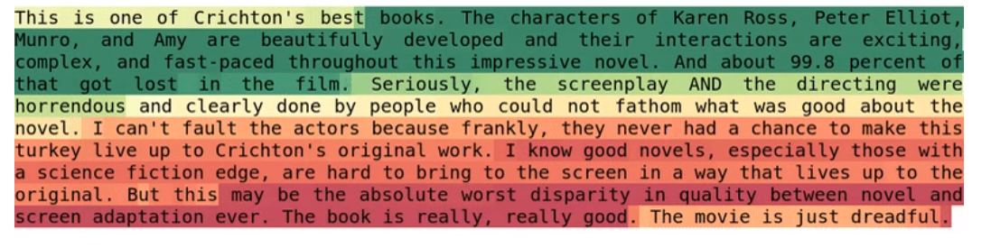 This is one of Crichton's best books. The characters of Karen Ross, Peter Elliot,
Munro, and Amy are beautifully developed and their interactions are exciting,
complex, and fast-paced throughout this impressive novel. And about 99.8 percent of
that got lost in the film. Seriously, the screenplay AND the directing were
horrendous and clearly done by people who could not fathom what was good about the
novel. I can't fault the actors because frankly, they never had a chance to make this
turkey live up to Crichton's original work. I know good novels, especially those with
a science fiction edge, are hard to bring to the screen in a way that lives up to the
original. But this may be the absolute worst disparity in quality between novel and
screen adaptation ever. The book is really, really good. The movie is just dreadful.